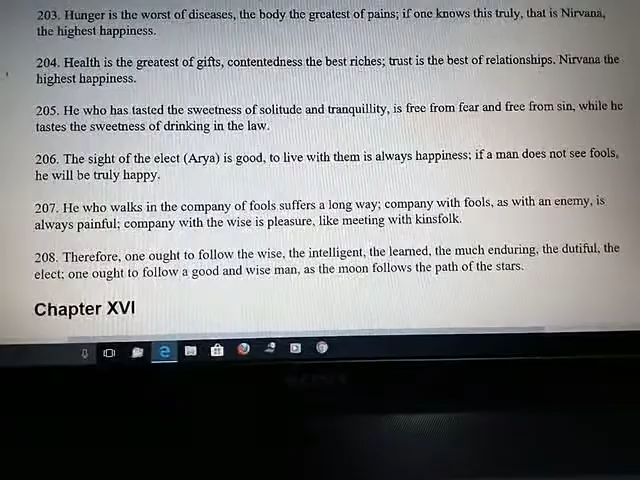 203. Hunger is the worst of diseases, the body the greatest of pains; if one knows this truly, that is Nirvana,
the highest happiness.
204. Health is the greatest of gifts, contentedness the best riches; trust is the best of relationships. Nirvana the
highest happiness.
205. He who has tasted the sweetness of solitude and tranquillity, is free from fear and free from sin, while he
tastes the sweetness of drinking in the law.
206. The sight of the elect (Arya) is good, to live with them is always happiness; if a man does not see fools,
he will be truly happy.
207. He who walks in the company of fools suffers a long way; company with fools, as with an enemy, is
always painful; company with the wise is pleasure, like meeting with kinsfolk.
208. Therefore, one ought to follow the wise, the intelligent, the learned, the much enduring, the dutiful, the
elect; one ought to follow a good and wise man, as the moon follows the path of the stars.
Chapter XVI